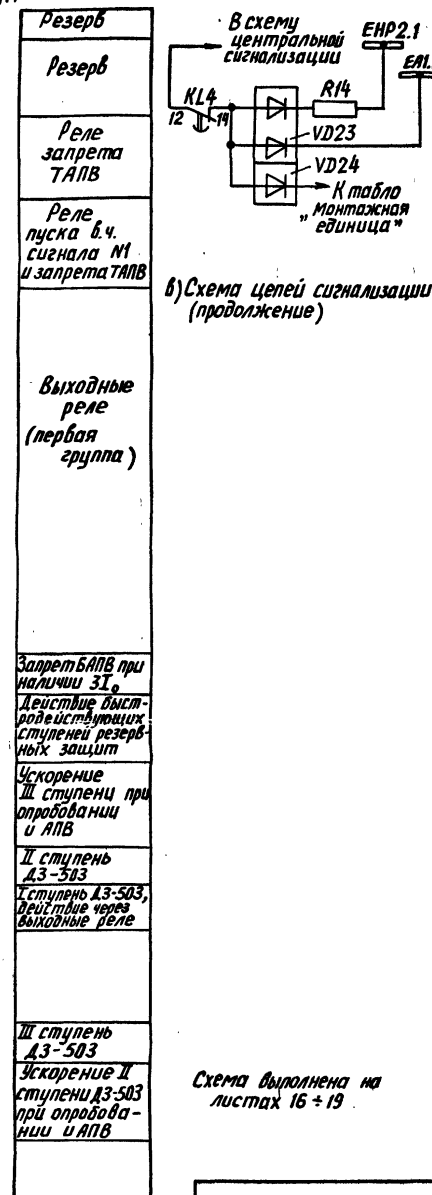 Резерв
Резерв
Реле
запрета
ТАПВ
Реле
пуска в.ч.
сигнала N1
и запрета ТАПВ
Выходные
реле
(первая
группа)
Запрет БАПВ при
наличии 3I₀
Действие быст-
родействующих
ступеней резерв-
ных защит
Ускорение
III ступени при
опробовании
и АПВ
II ступень
ДЗ-503
I ступень ДЗ-503,
действие через
выходные реле
III ступень
ДЗ-503
Ускорение II
ступени ДЗ-503
при опробова-
нии и АПВ
В схему
центральной
сигнализации
EHP2.1
EA1.
KL4
12 14
R14
VD23
VD24
К табло
„Монтажная
единица"
в) Схема цепей сигнализации
(продолжение)
Схема выполнена на
листах 16÷19